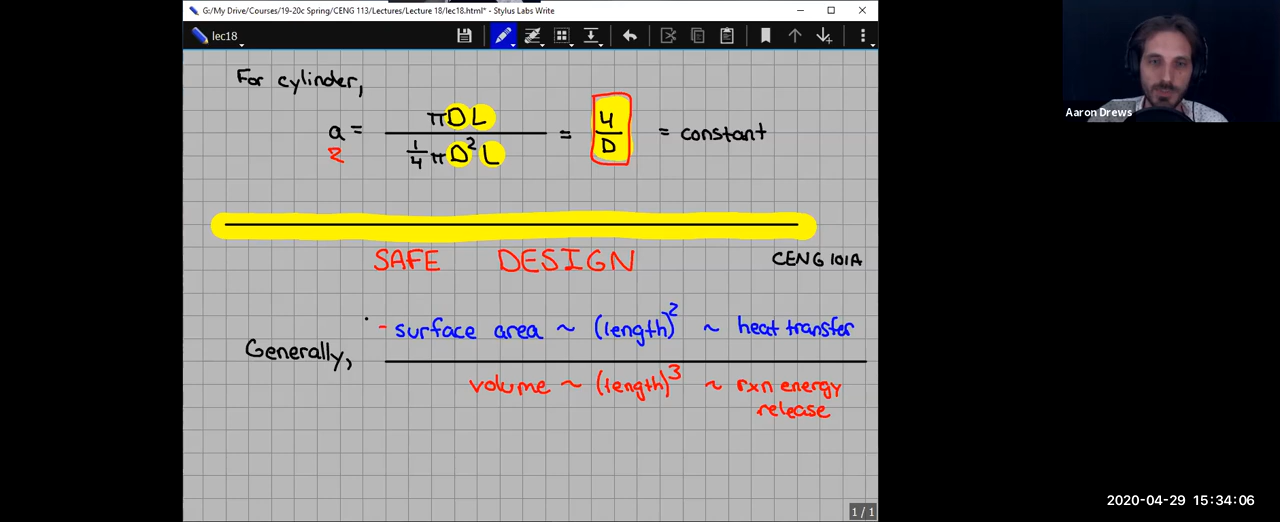 G:/My Drive/Courses/19-20c Spring/CENG 113/Lectures/Lecture 18/lec18.html* - Stylus Labs Write
lec18
For cylinder,
a = πDL / ¼πD²L = 4/D = constant
2
Aaron Drews
SAFE DESIGN
CENG 101A
- surface area ~ (length)² ~ heat transfer
Generally,
volume ~ (length)³ ~ rxn energy
release
2020-04-29 15:34:06
1 / 1